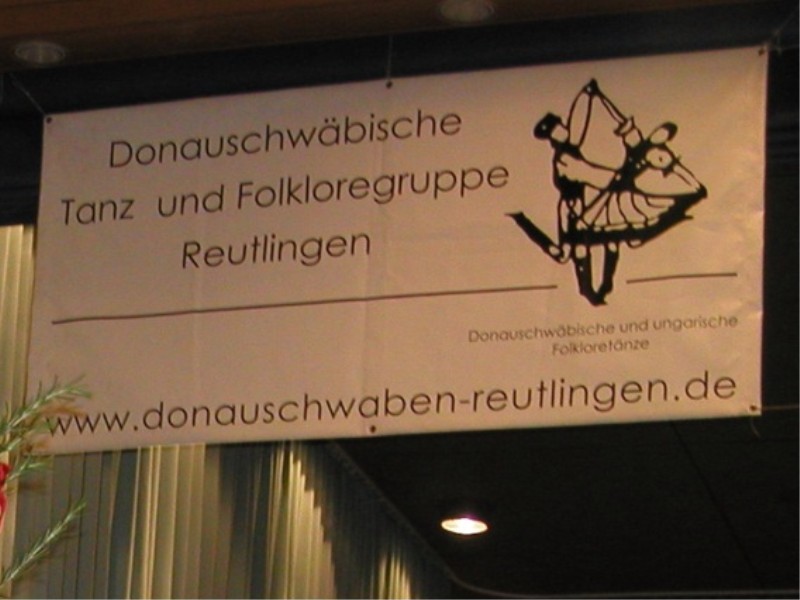 Donauschwäbische
Tanz und Folkloregruppe
Reutlingen
Donauschwäbische und ungarische
Folkloretänze
www.donauschwaben-reutlingen.de